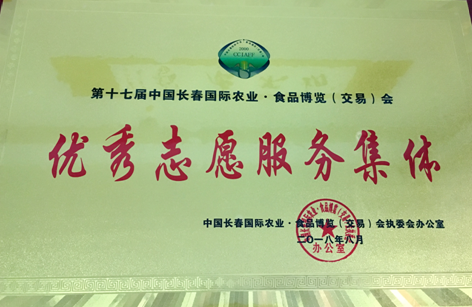 2000
CCIAFF
第十七届中国长春国际农业·食品博览（交易）会
优秀志愿服务集体
中国长春国际农业·食品博览（交易）会执委会办公室
二〇一八年八月
办公室